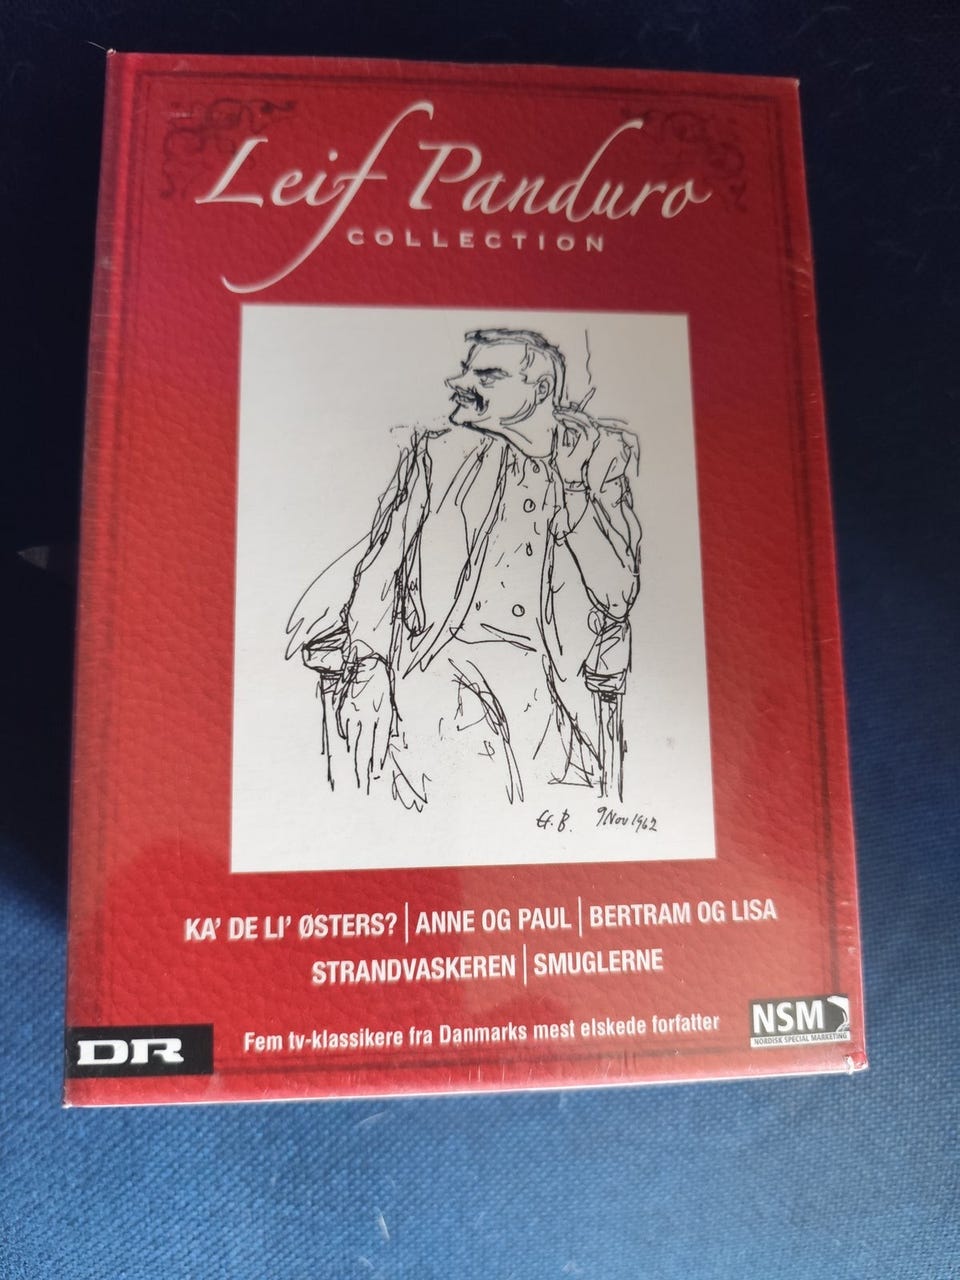 Leif Panduro
COLLECTION
G. B. 9 Nov 1962
KA' DE LI' ØSTERS? | ANNE OG PAUL | BERTRAM OG LISA
STRANDVASKEREN | SMUGLERNE
Fem tv-klassikere fra Danmarks mest elskede forfatter
DR
NSM
NORDISK SPECIAL MARKETING